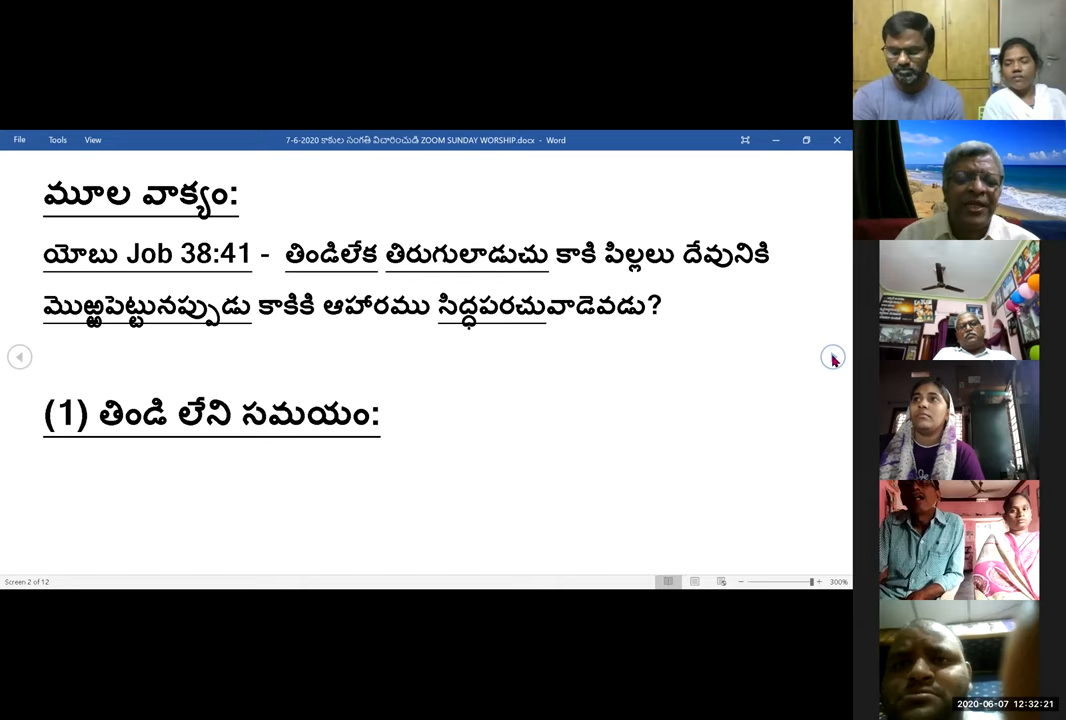 File Tools View 7-6-2020 కాకుల సంగతి విచారించుడి ZOOM SUNDAY WORSHIP.docx - Word
మూల వాక్యం:
యోబు Job 38:41 - తిండిలేక తిరుగులాడుచు కాకి పిల్లలు దేవునికి
మొఱ్ఱపెట్టునప్పుడు కాకికి ఆహారము సిద్ధపరచువాడెవడు?
(1) తిండి లేని సమయం:
Screen 2 of 12 300%
2020-06-07 12:32:21